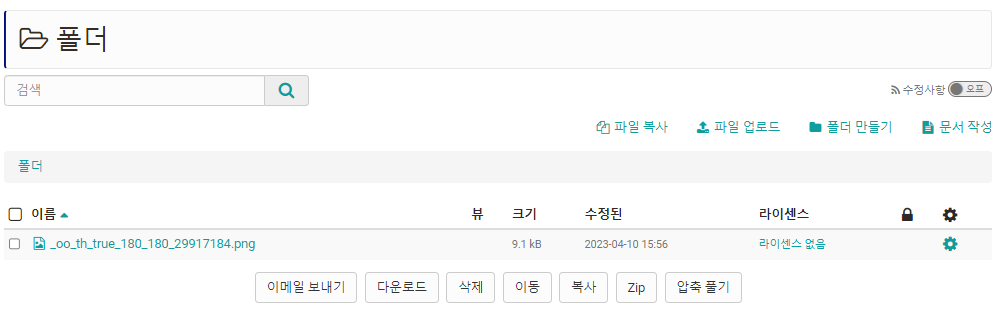 폴더
검색
수정사항 오프
파일 복사 파일 업로드 폴더 만들기 문서 작성
폴더
이름 뷰 크기 수정된 라이센스
_oo_th_true_180_180_29917184.png 9.1 kB 2023-04-10 15:56 라이센스 없음
이메일 보내기 다운로드 삭제 이동 복사 Zip 압축 풀기